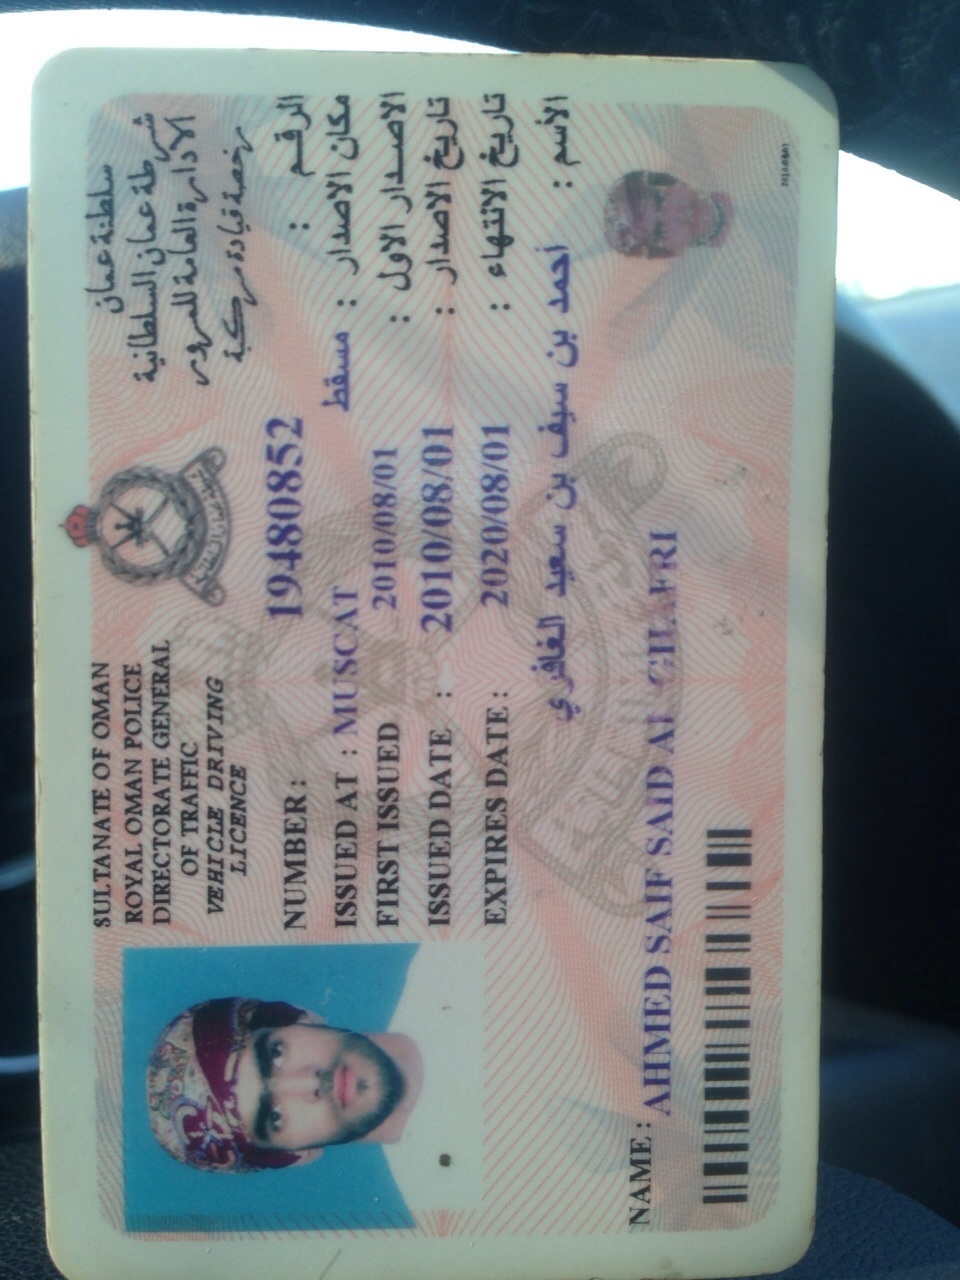 SULTANATE OF OMAN
ROYAL OMAN POLICE
DIRECTORATE GENERAL
OF TRAFFIC
VEHICLE DRIVING
LICENCE
سلطنة عمان
شرطة عمان السلطانية
الادارة العامة للمرور
رخصة قيادة مركبة
NUMBER : 19480852 الرقم :
ISSUED AT : MUSCAT مسقط مكان الاصدار :
FIRST ISSUED 2010/08/01 الاصدار الاول :
ISSUED DATE : 2010/08/01 تاريخ الاصدار :
EXPIRES DATE : 2020/08/01 تاريخ الانتهاء :
الأسم : أحمد بن سيف بن سعيد الغافري
NAME : AHMED SAIF SAID AL GHAFRI